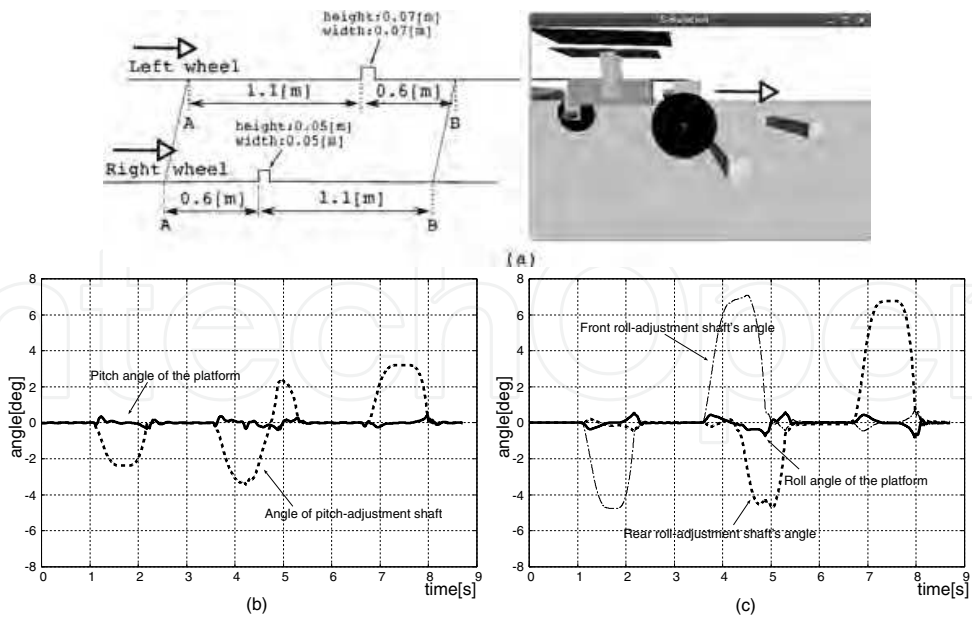 height:0.07[m]
width:0.07[m]
Left wheel
1.1[m]
0.6[m]
A
B
height:0.05[m]
width:0.05[m]
Right wheel
0.6[m]
1.1[m]
A
B
Simulation
(a)
8
6
4
2
0
-2
-4
-6
-8
angle[deg]
Pitch angle of the platform
Angle of pitch-adjustment shaft
0 1 2 3 4 5 6 7 8 9
time[s]
(b)
8
6
4
2
0
-2
-4
-6
-8
angle[deg]
Front roll-adjustment shaft's angle
Roll angle of the platform
Rear roll-adjustment shaft's angle
0 1 2 3 4 5 6 7 8 9
time[s]
(c)